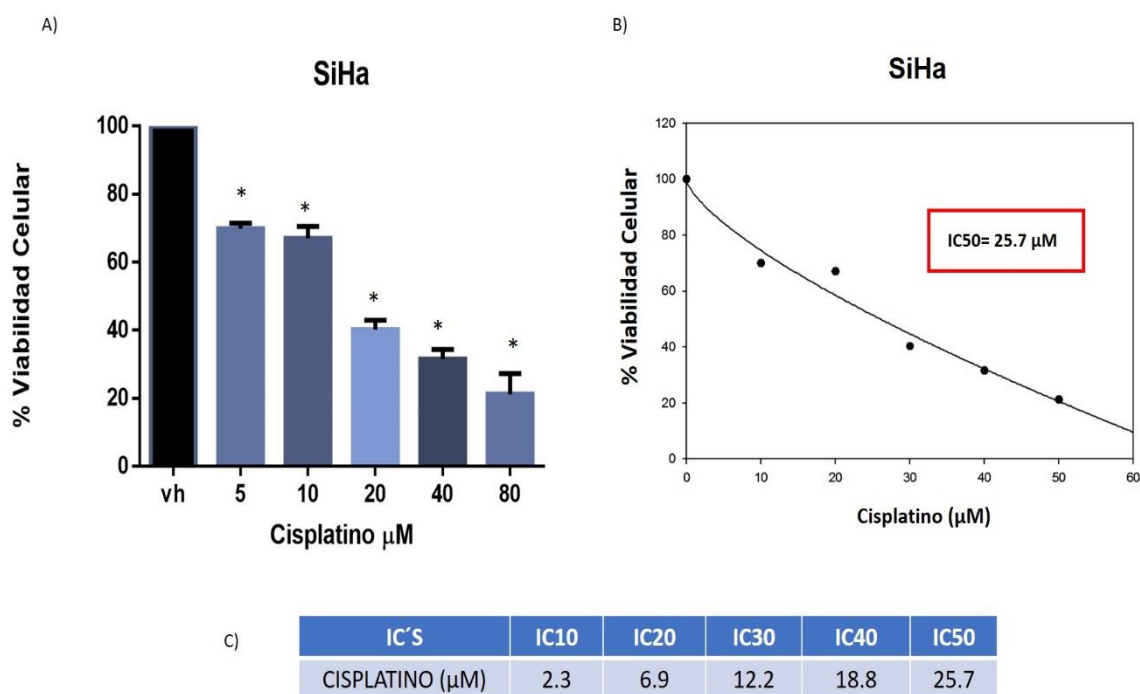 A)
SiHa
% Viabilidad Celular
100
80
60
40
20
0
*
*
*
*
*
vh 5 10 20 40 80
Cisplatino μM
B)
SiHa
% Viabilidad Celular
120
100
80
60
40
20
0
IC50= 25.7 μM
0 10 20 30 40 50 60
Cisplatino (μM)
C)
IC´S IC10 IC20 IC30 IC40 IC50
CISPLATINO (μM) 2.3 6.9 12.2 18.8 25.7